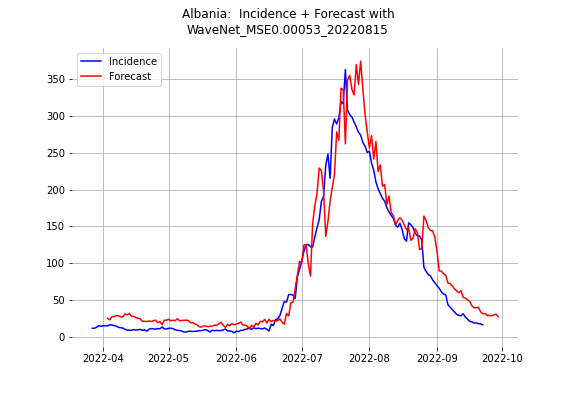 Albania:  Incidence + Forecast with
WaveNet_MSE0.00053_20220815
Incidence
Forecast
350
300
250
200
150
100
50
0
2022-04 2022-05 2022-06 2022-07 2022-08 2022-09 2022-10